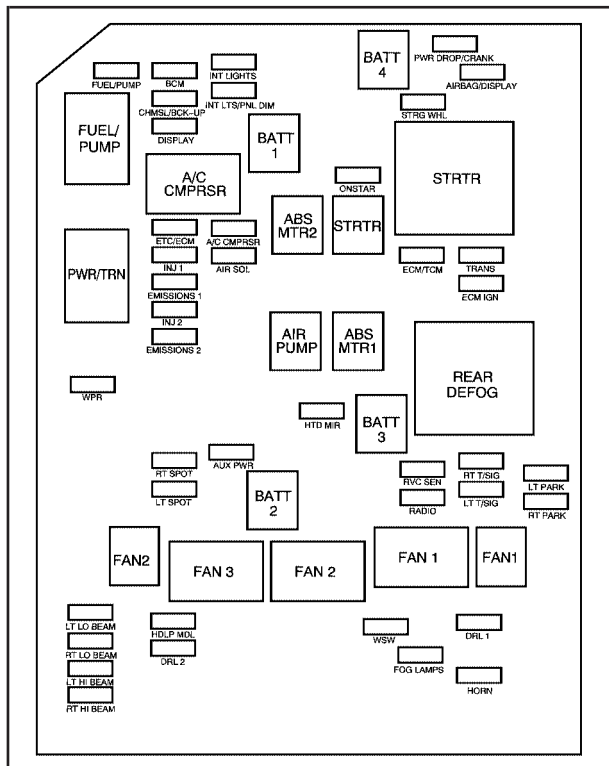 BATT
4
PWR DROP/CRANK
INT LIGHTS
FUEL/PUMP
BCM
AIRBAG/DISPLAY
INT LTS/PNL DIM
CHMSL/BCK-UP
STRG WHL
FUEL/
PUMP
DISPLAY
BATT
1
A/C
CMPRSR
ONSTAR
STRTR
ABS
MTR2
STRTR
ETC/ECM
A/C CMPRSR
PWR/TRN
INJ 1
AIR SOL
ECM/TCM
TRANS
EMISSIONS 1
ECM IGN
INJ 2
EMISSIONS 2
AIR
PUMP
ABS
MTR1
REAR
DEFOG
WPR
HTD MIR
BATT
3
AUX PWR
RT SPOT
RVC SEN
RT T/SIG
LT PARK
LT SPOT
BATT
2
RADIO
LT T/SIG
RT PARK
FAN2
FAN 3
FAN 2
FAN 1
FAN1
LT LO BEAM
HDLP MDL
WSW
DRL 1
RT LO BEAM
DRL 2
FOG LAMPS
LT HI BEAM
HORN
RT HI BEAM